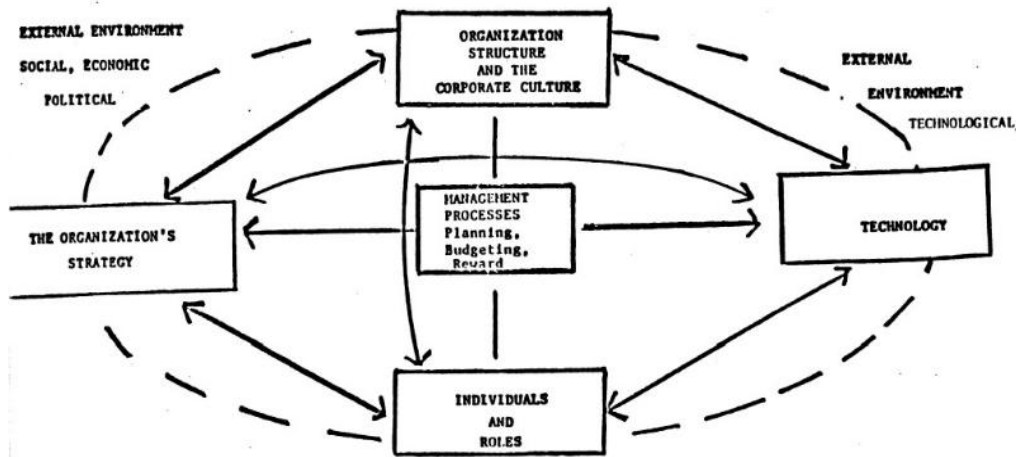 EXTERNAL ENVIRONMENT
SOCIAL, ECONOMIC
POLITICAL
ORGANIZATION
STRUCTURE
AND THE
CORPORATE CULTURE
EXTERNAL
ENVIRONMENT
TECHNOLOGICAL,
THE ORGANIZATION'S
STRATEGY
MANAGEMENT
PROCESSES
Planning,
Budgeting,
Reward
TECHNOLOGY
INDIVIDUALS
AND
ROLES